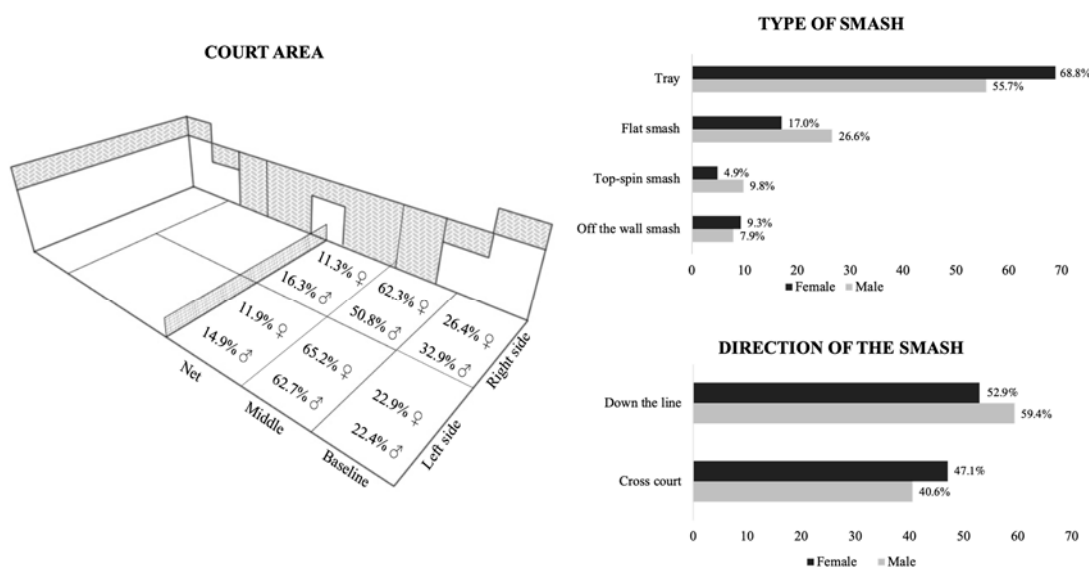 COURT AREA
11.3% ♀
16.3% ♂
62.3% ♀
50.8% ♂
26.4% ♀
32.9% ♂
11.9% ♀
14.9% ♂
65.2% ♀
62.7% ♂
22.9% ♀
22.4% ♂
Net
Middle
Baseline
Left side
Right side
TYPE OF SMASH
Tray
68.8%
55.7%
Flat smash
17.0%
26.6%
Top-spin smash
4.9%
9.8%
Off the wall smash
9.3%
7.9%
0 10 20 30 40 50 60 70
Female Male
DIRECTION OF THE SMASH
Down the line
52.9%
59.4%
Cross court
47.1%
40.6%
0 10 20 30 40 50 60 70
Female Male